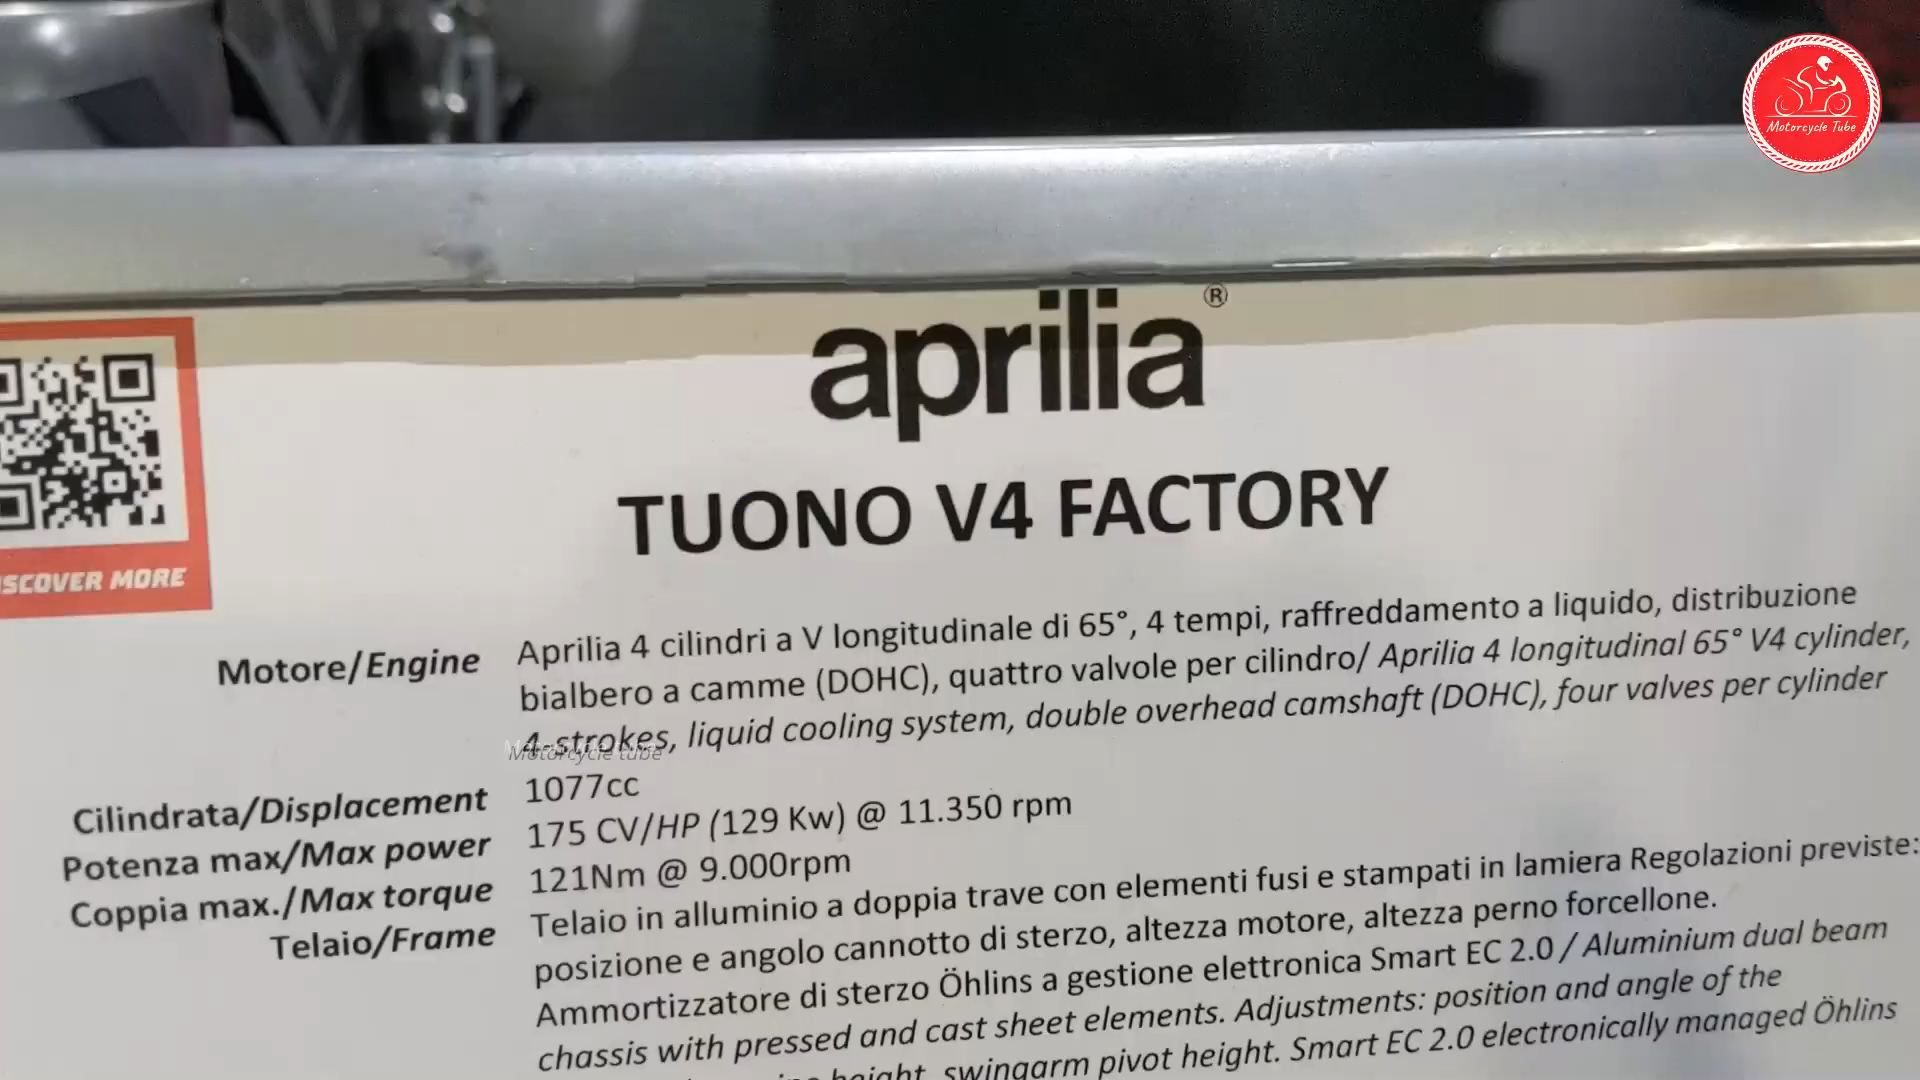 Motorcycle Tube
aprilia®
TUONO V4 FACTORY
DISCOVER MORE
Motore/Engine Aprilia 4 cilindri a V longitudinale di 65°, 4 tempi, raffreddamento a liquido, distribuzione
bialbero a camme (DOHC), quattro valvole per cilindro/ Aprilia 4 longitudinal 65° V4 cylinder,
4-strokes, liquid cooling system, double overhead camshaft (DOHC), four valves per cylinder
Motorcycle tube
Cilindrata/Displacement 1077cc
Potenza max/Max power 175 CV/HP (129 Kw) @ 11.350 rpm
Coppia max./Max torque 121Nm @ 9.000rpm
Telaio/Frame Telaio in alluminio a doppia trave con elementi fusi e stampati in lamiera Regolazioni previste:
posizione e angolo cannotto di sterzo, altezza motore, altezza perno forcellone.
Ammortizzatore di sterzo Öhlins a gestione elettronica Smart EC 2.0 / Aluminium dual beam
chassis with pressed and cast sheet elements. Adjustments: position and angle of the
height, swingarm pivot height. Smart EC 2.0 electronically managed Öhlins